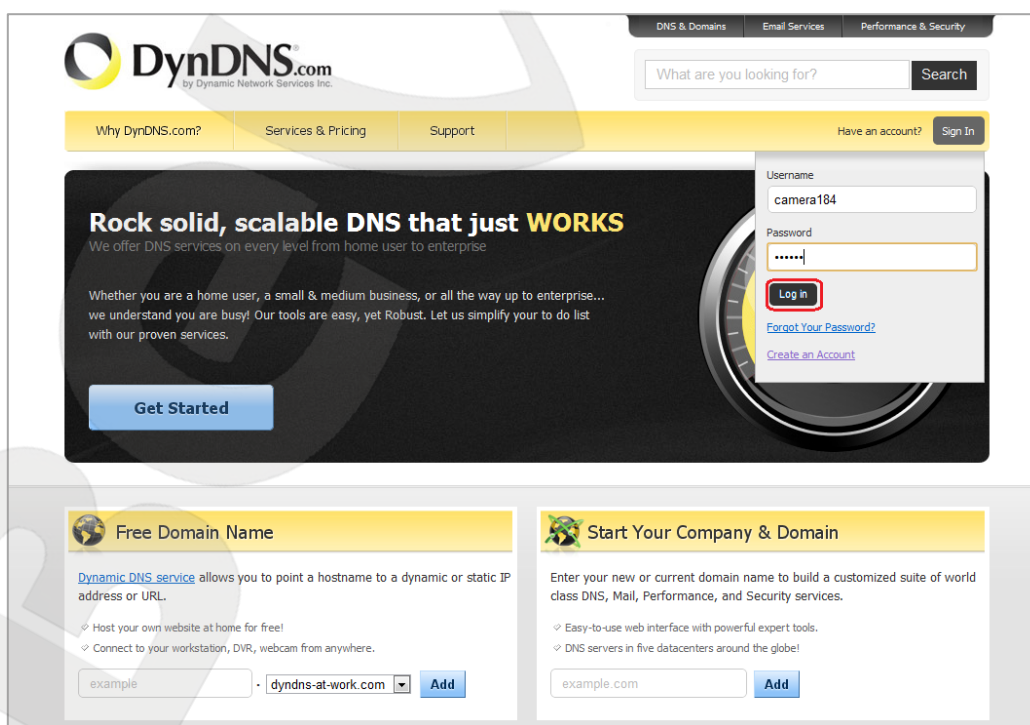 DNS & Domains Email Services Performance & Security
DynDNS.com
by Dynamic Network Services Inc.
What are you looking for? Search
Why DynDNS.com? Services & Pricing Support Have an account? Sign In
Username
camera184
Password
••••••
Log in
Forgot Your Password?
Create an Account
Rock solid, scalable DNS that just WORKS
We offer DNS services on every level from home user to enterprise
Whether you are a home user, a small & medium business, or all the way up to enterprise...
we understand you are busy! Our tools are easy, yet Robust. Let us simplify your to do list
with our proven services.
Get Started
Free Domain Name
Dynamic DNS service allows you to point a hostname to a dynamic or static IP
address or URL.
Host your own website at home for free!
Connect to your workstation, DVR, webcam from anywhere.
example . dyndns-at-work.com Add
Start Your Company & Domain
Enter your new or current domain name to build a customized suite of world
class DNS, Mail, Performance, and Security services.
Easy-to-use web interface with powerful expert tools.
DNS servers in five datacenters around the globe!
example.com Add